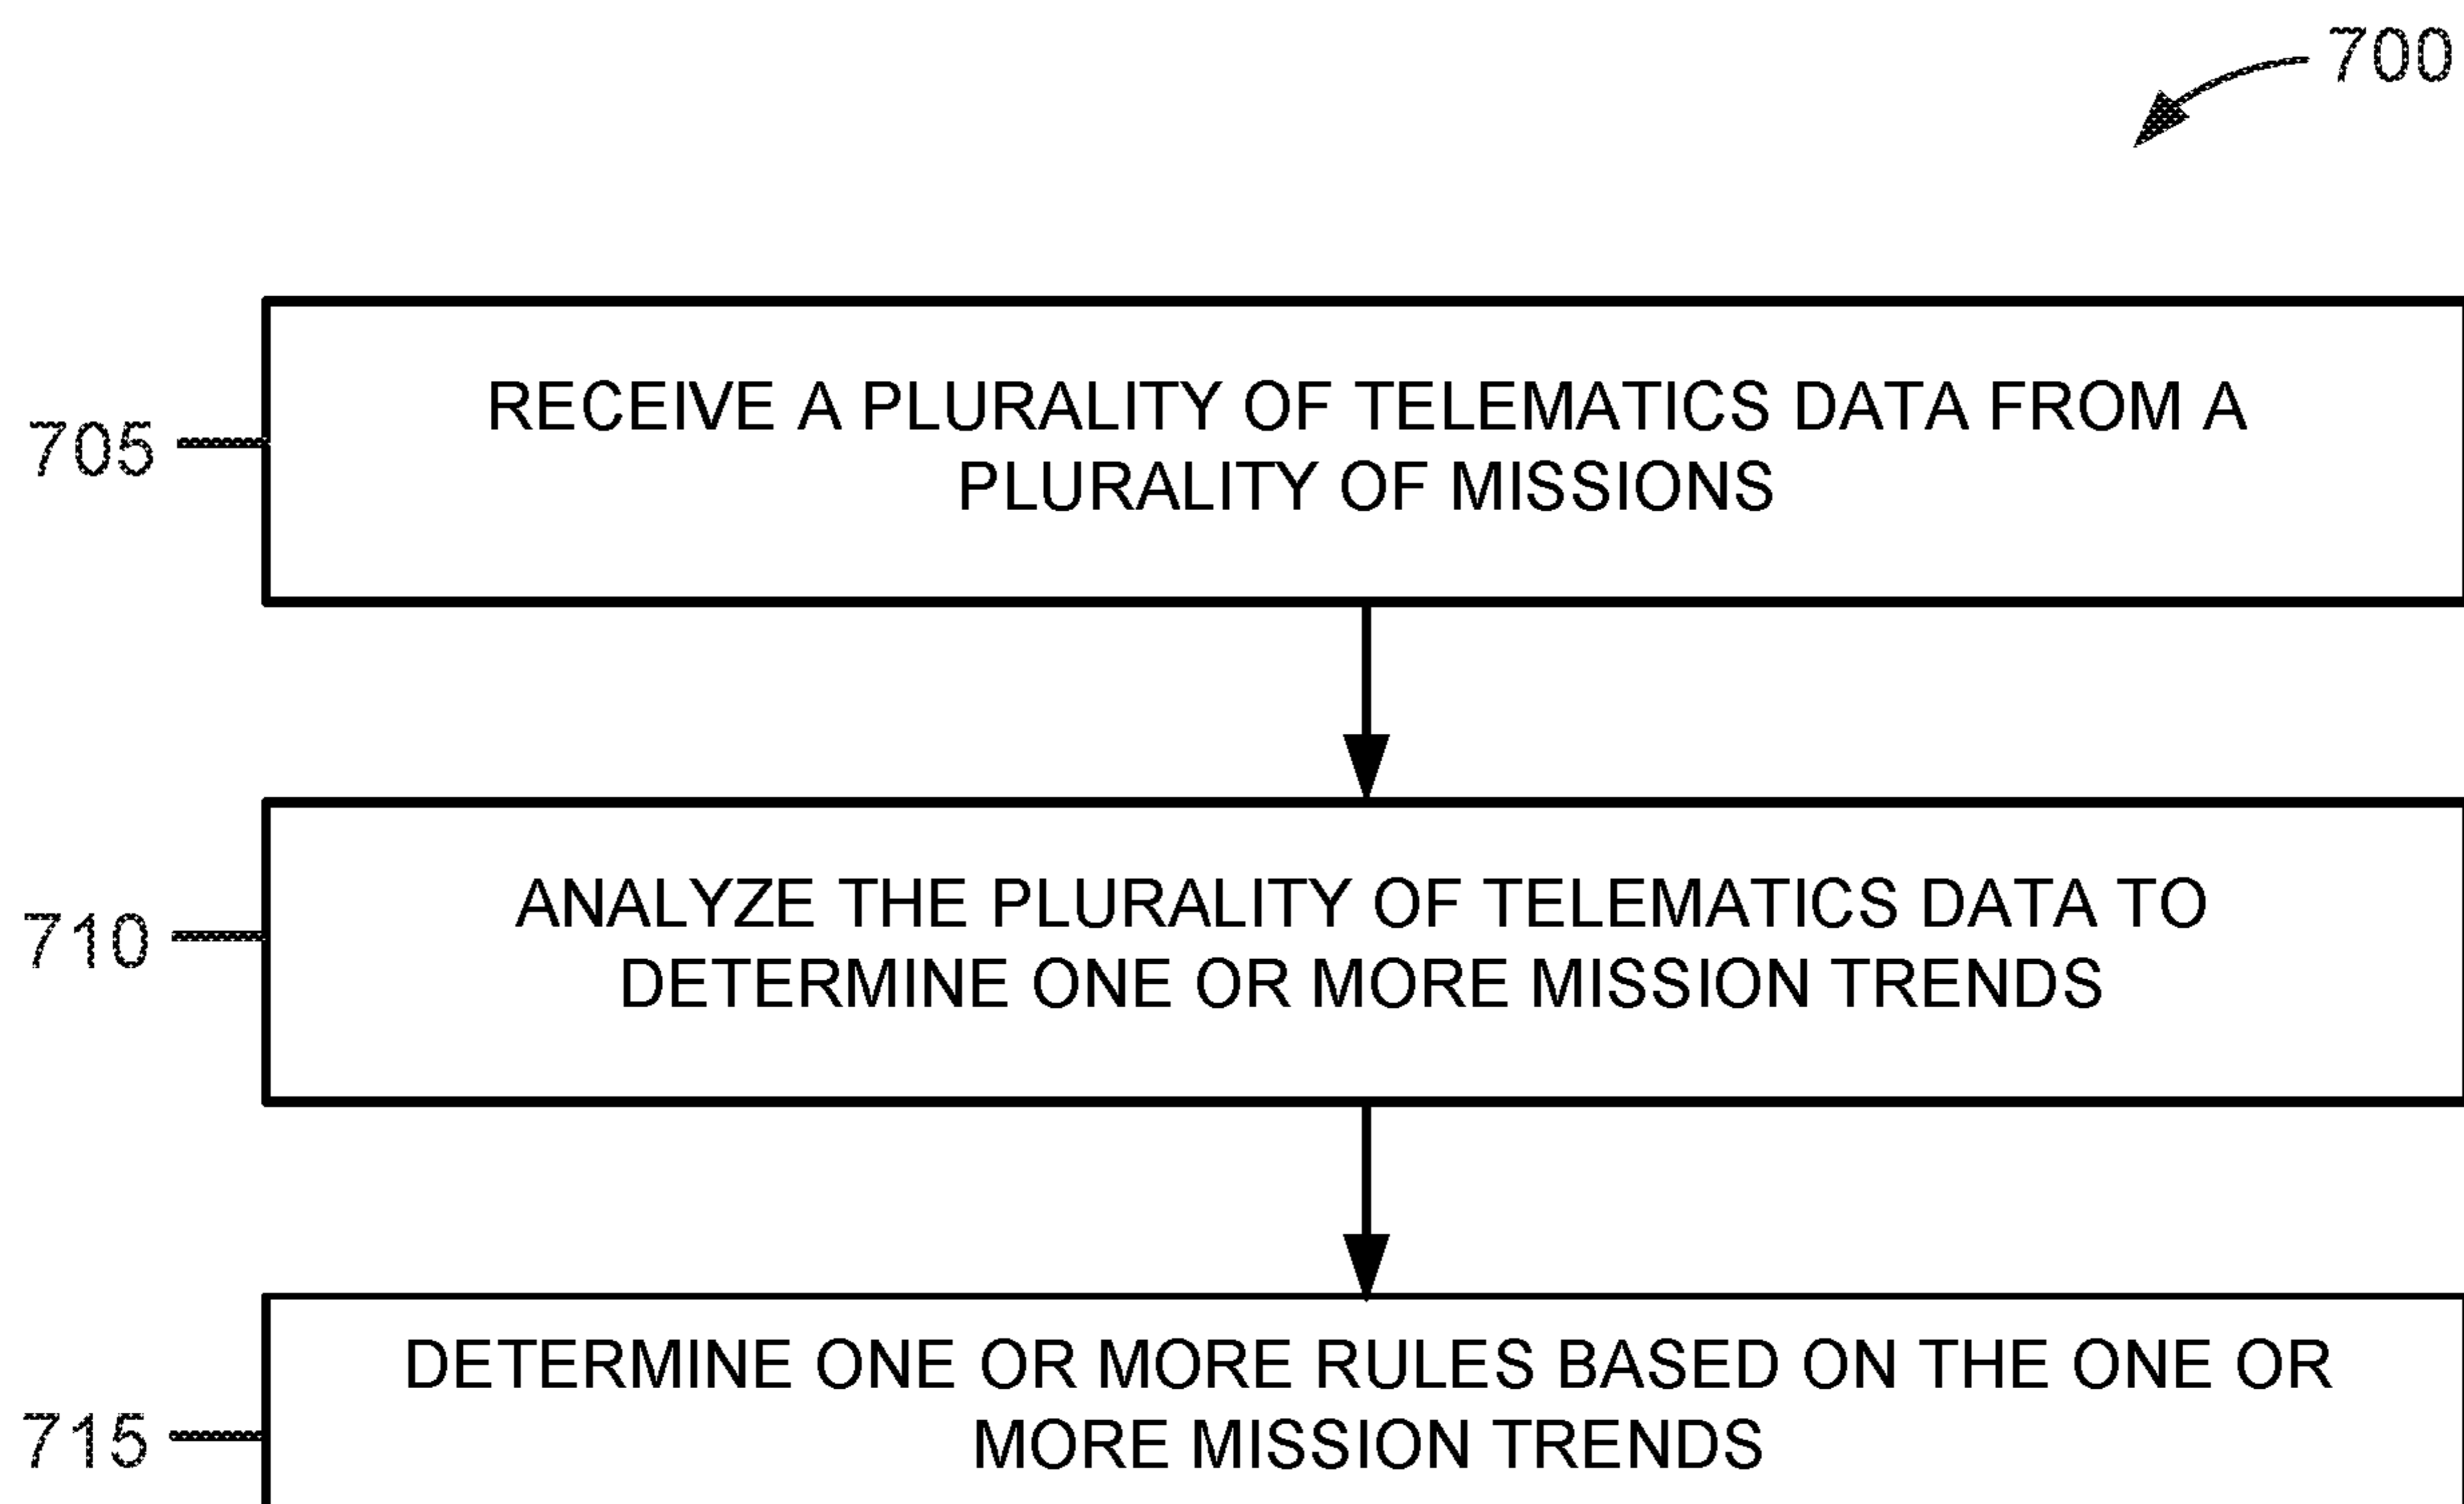 700
705
RECEIVE A PLURALITY OF TELEMATICS DATA FROM A
PLURALITY OF MISSIONS
710
ANALYZE THE PLURALITY OF TELEMATICS DATA TO
DETERMINE ONE OR MORE MISSION TRENDS
715
DETERMINE ONE OR MORE RULES BASED ON THE ONE OR
MORE MISSION TRENDS